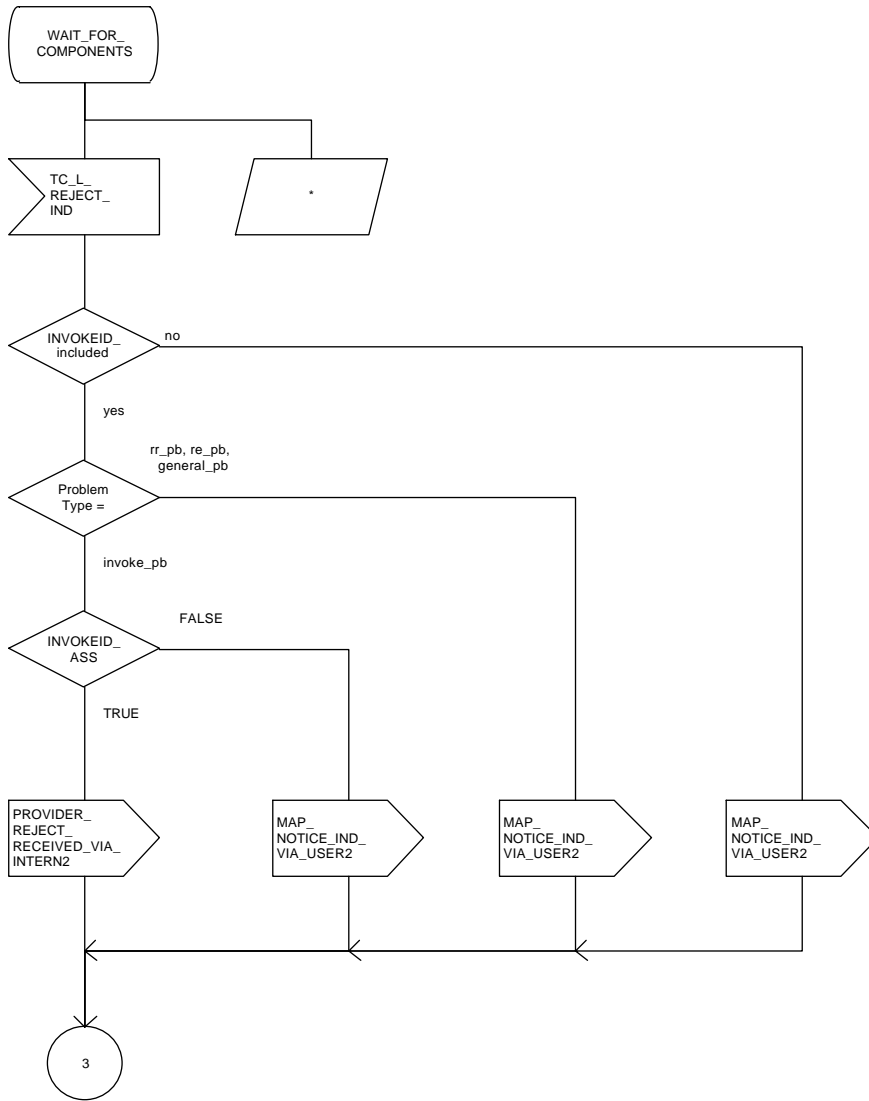 WAIT_FOR_
COMPONENTS
TC_L_
REJECT_
IND
*
INVOKEID_
included
no
yes
rr_pb, re_pb,
general_pb
Problem
Type =
invoke_pb
FALSE
INVOKEID_
ASS
TRUE
PROVIDER_
REJECT_
RECEIVED_VIA_
INTERN2
MAP_
NOTICE_IND_
VIA_USER2
MAP_
NOTICE_IND_
VIA_USER2
MAP_
NOTICE_IND_
VIA_USER2
3